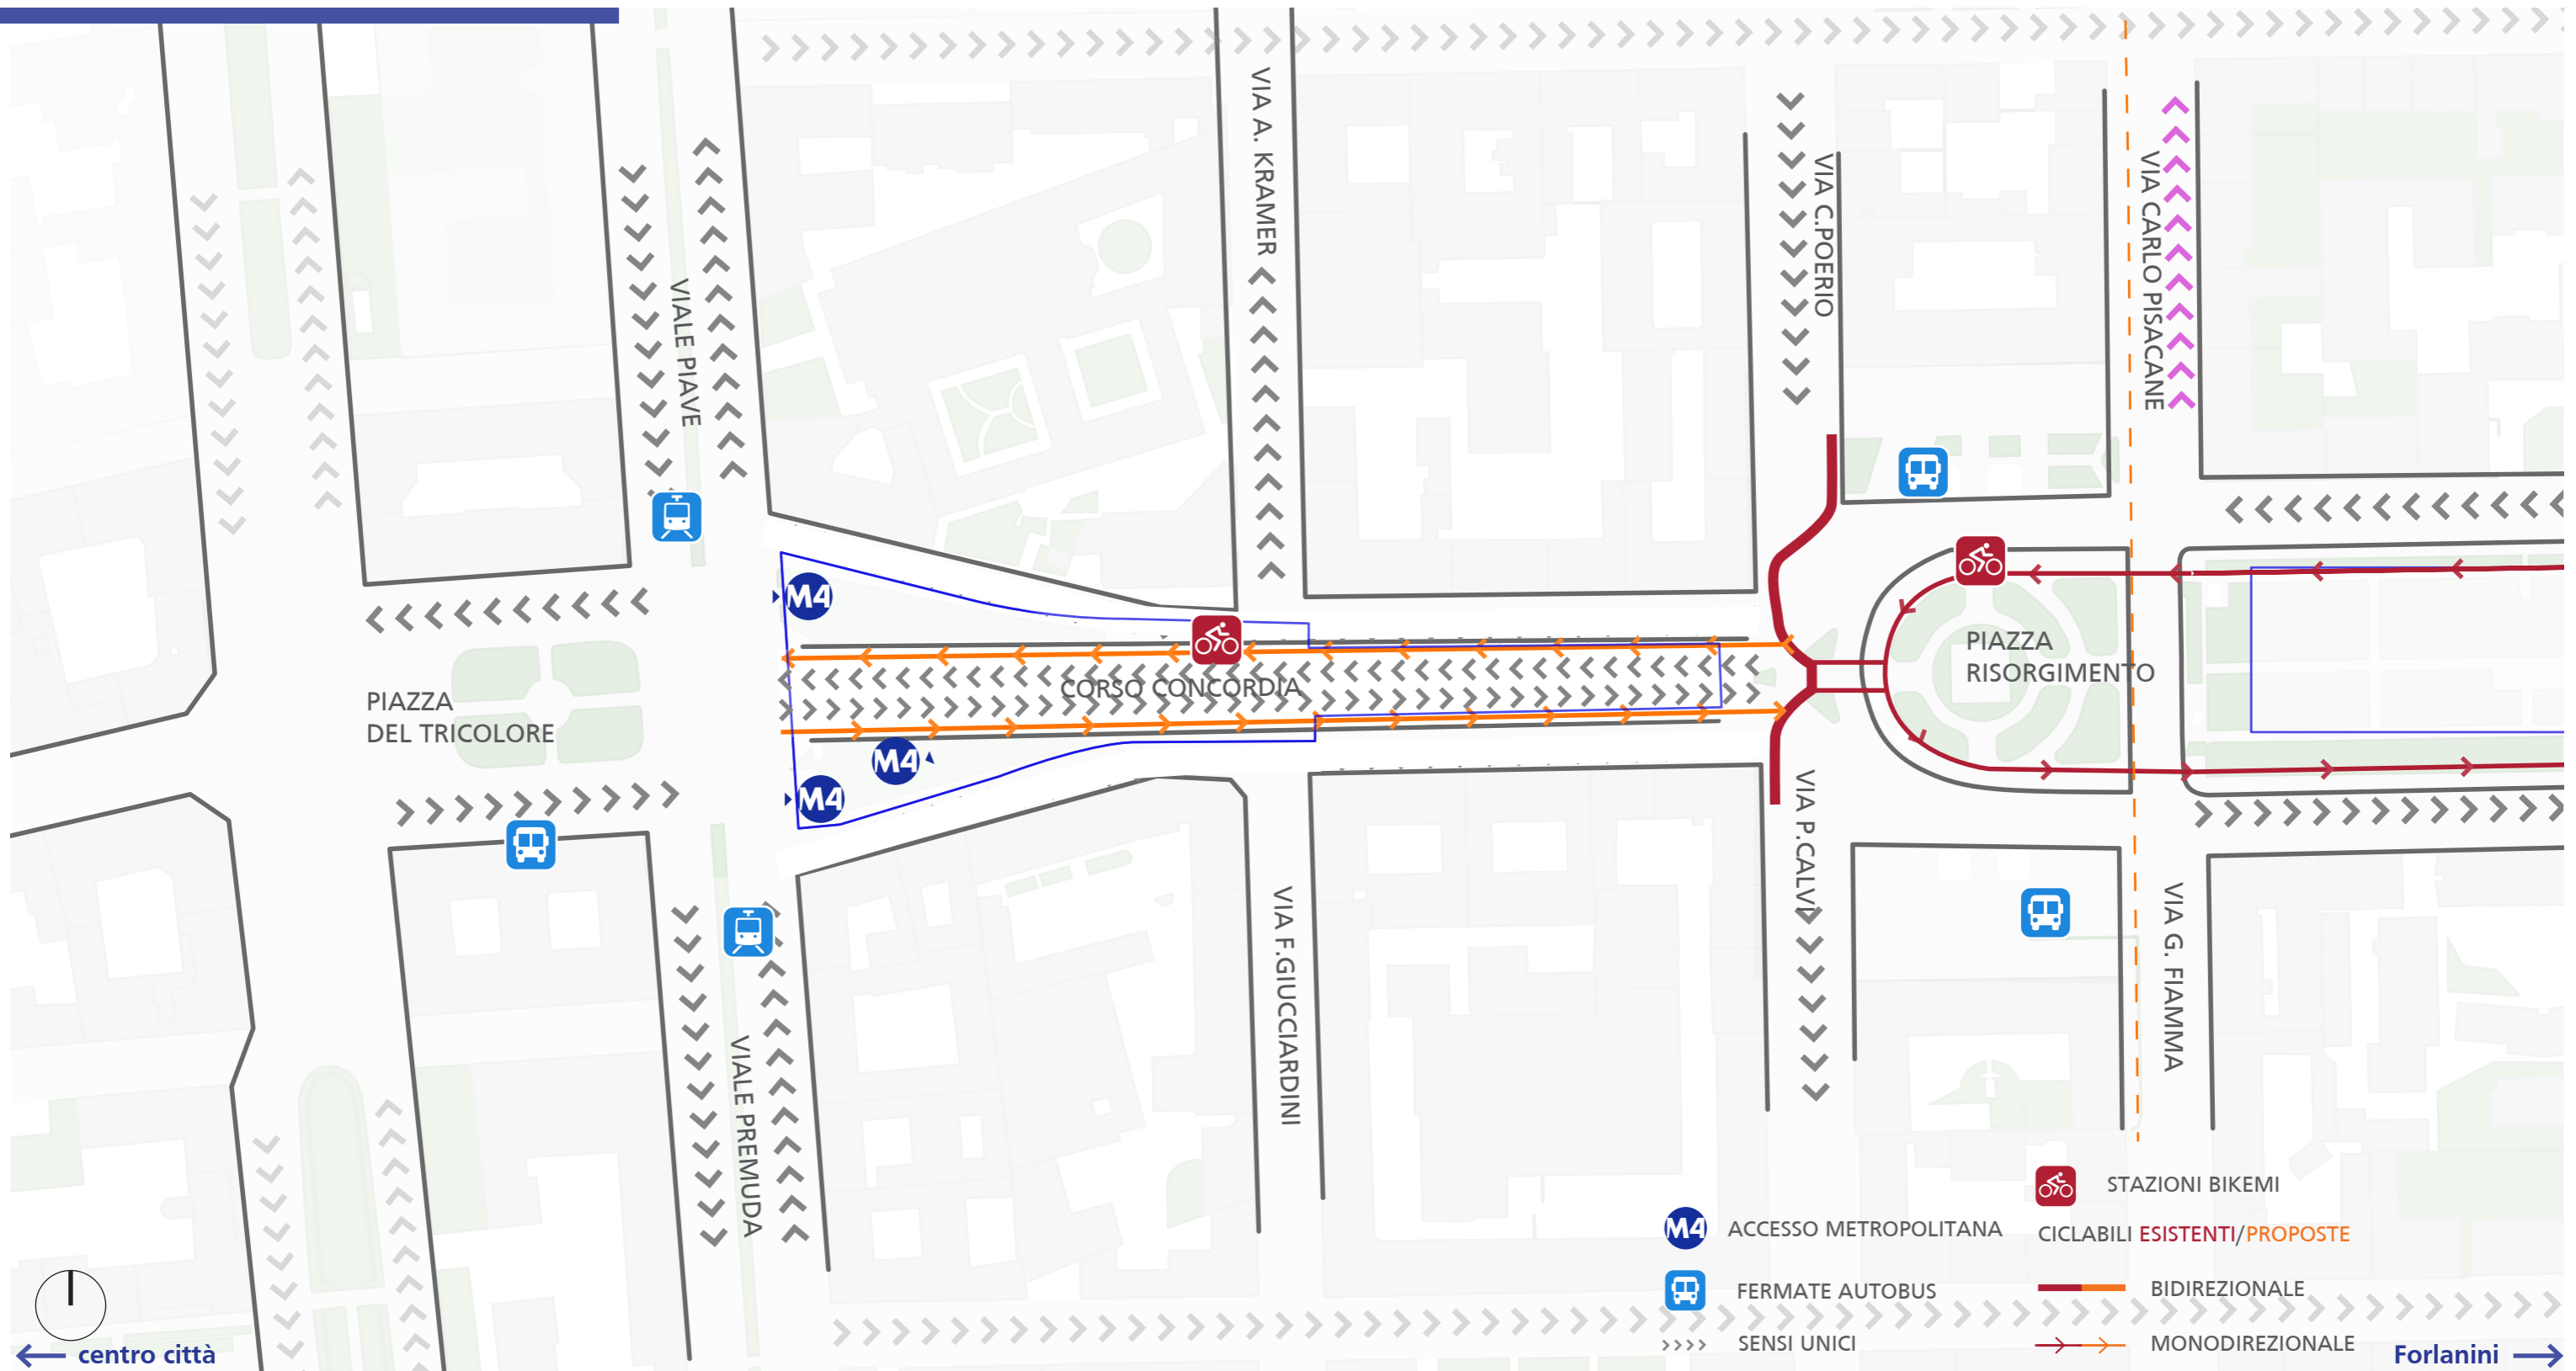 VIA A. KRAMER
VIA C.POERIO
VIA CARLO PISACANE
VIALE PIAVE
M4
PIAZZA
RISORGIMENTO
CORSO CONCORDIA
PIAZZA
DEL TRICOLORE
M4
M4
VIA P.CALVI
VIA F.GIUCCIARDINI
VIA G. FIAMMA
VIALE PREMUDA
STAZIONI BIKEMI
M4 ACCESSO METROPOLITANA
CICLABILI ESISTENTI/PROPOSTE
FERMATE AUTOBUS
BIDIREZIONALE
SENSI UNICI
MONODIREZIONALE
centro città
Forlanini